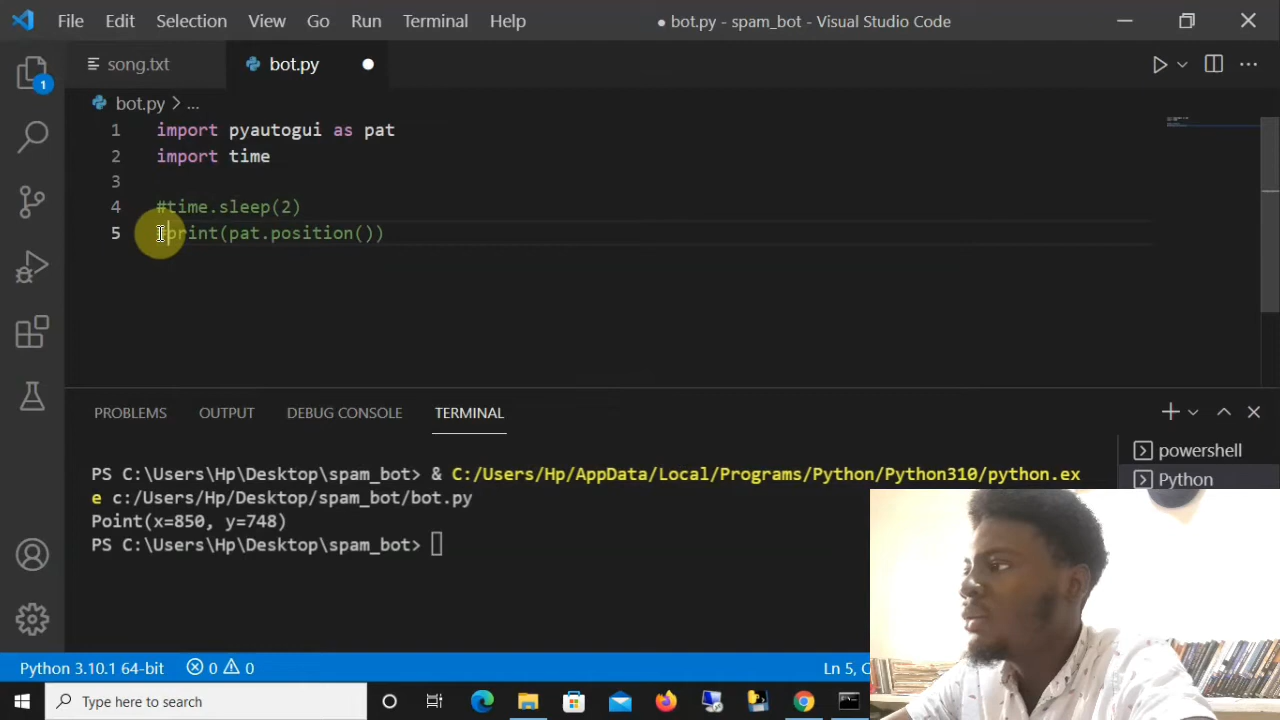 File Edit Selection View Go Run Terminal Help
● bot.py - spam_bot - Visual Studio Code
song.txt
bot.py
bot.py > ...
1 import pyautogui as pat
2 import time
3
4 #time.sleep(2)
5 #print(pat.position())
1
PROBLEMS OUTPUT DEBUG CONSOLE TERMINAL
PS C:\Users\Hp\Desktop\spam_bot> & C:/Users/Hp/AppData/Local/Programs/Python/Python310/python.ex
e c:/Users/Hp/Desktop/spam_bot/bot.py
Point(x=850, y=748)
PS C:\Users\Hp\Desktop\spam_bot>
powershell
Python
Python 3.10.1 64-bit 0 0 Ln 5, C
Type here to search